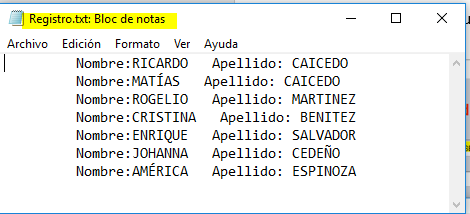 Registro.txt: Bloc de notas
Archivo Edición Formato Ver Ayuda
Nombre:RICARDO Apellido: CAICEDO
Nombre:MATÍAS Apellido: CAICEDO
Nombre:ROGELIO Apellido: MARTINEZ
Nombre:CRISTINA Apellido: BENITEZ
Nombre:ENRIQUE Apellido: SALVADOR
Nombre:JOHANNA Apellido: CEDEÑO
Nombre:AMÉRICA Apellido: ESPINOZA